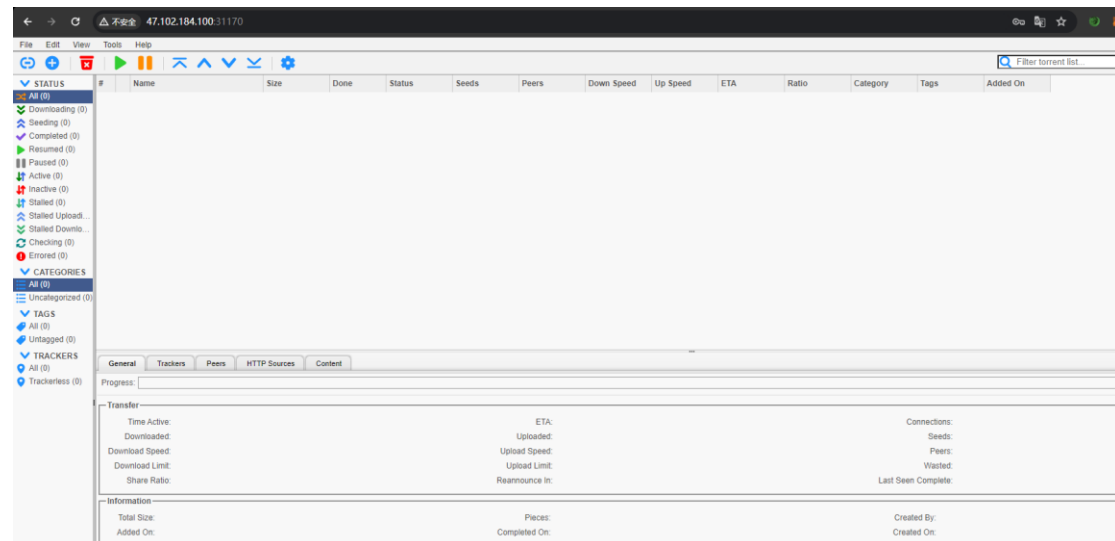 不安全 47.102.184.100:31170
File Edit View Tools Help
Filter torrent list...
STATUS
All (0)
Downloading (0)
Seeding (0)
Completed (0)
Resumed (0)
Paused (0)
Active (0)
Inactive (0)
Stalled (0)
Stalled Uploadi...
Stalled Downlo...
Checking (0)
Errored (0)
CATEGORIES
All (0)
Uncategorized (0)
TAGS
All (0)
Untagged (0)
TRACKERS
All (0)
Trackerless (0)
# Name Size Done Status Seeds Peers Down Speed Up Speed ETA Ratio Category Tags Added On
General Trackers Peers HTTP Sources Content
Progress:
Transfer
Time Active: ETA: Connections:
Downloaded: Uploaded: Seeds:
Download Speed: Upload Speed: Peers:
Download Limit: Upload Limit: Wasted:
Share Ratio: Reannounce In: Last Seen Complete:
Information
Total Size: Pieces: Created By:
Added On: Completed On: Created On: